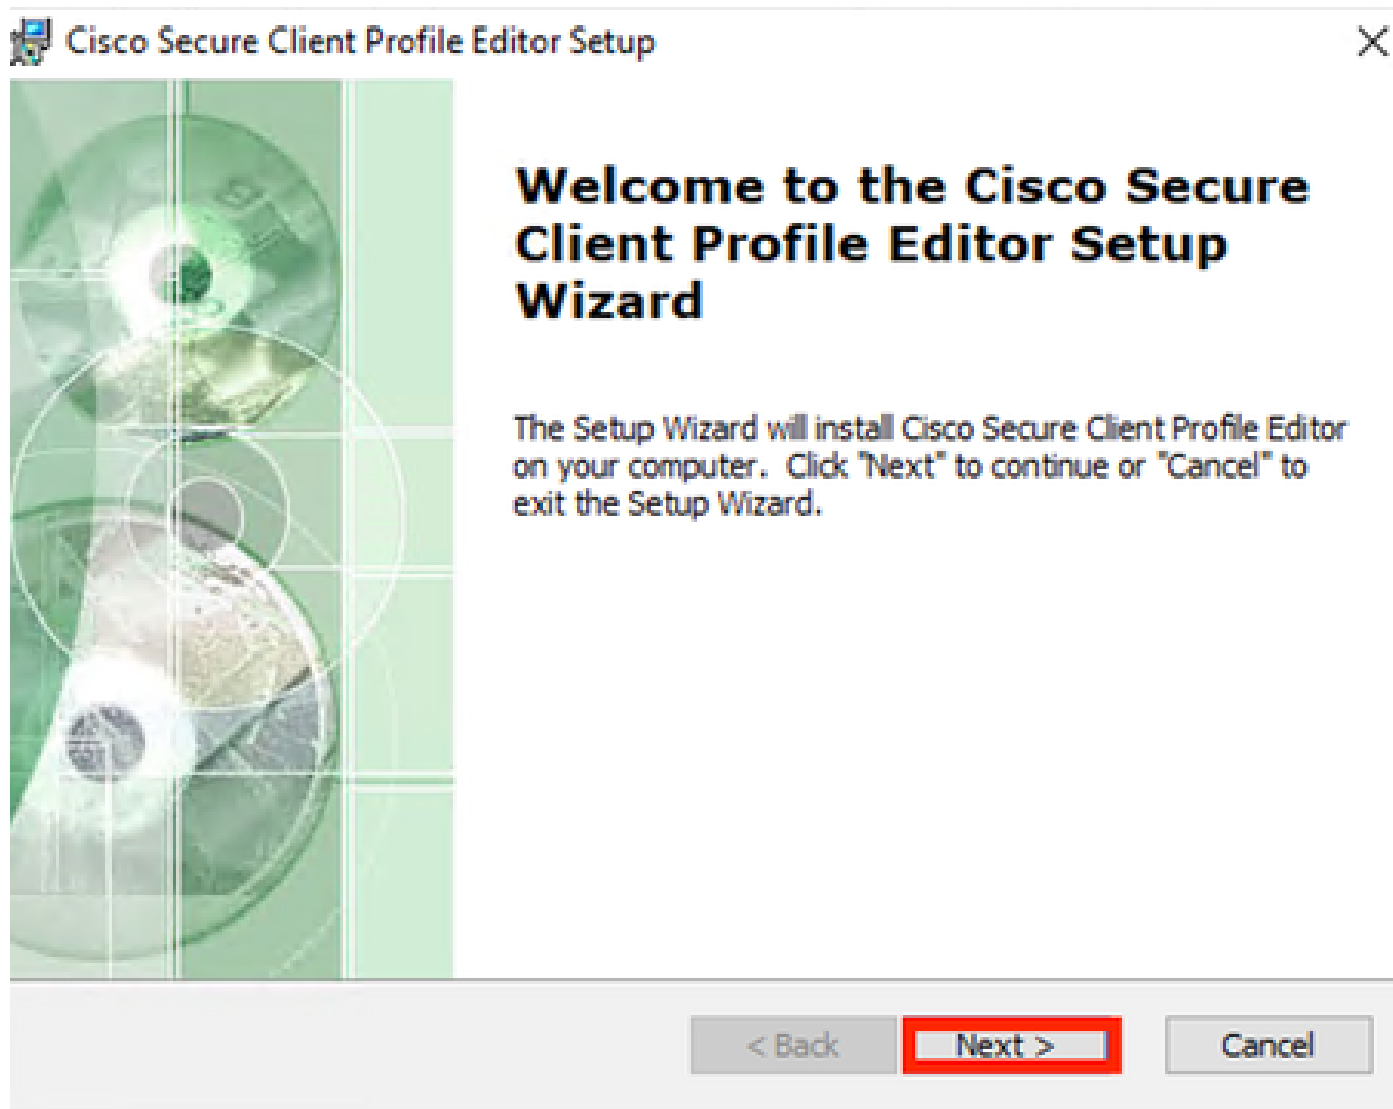 Cisco Secure Client Profile Editor Setup
Welcome to the Cisco Secure
Client Profile Editor Setup
Wizard
The Setup Wizard will install Cisco Secure Client Profile Editor
on your computer.  Click "Next" to continue or "Cancel" to
exit the Setup Wizard.
< Back
Next >
Cancel